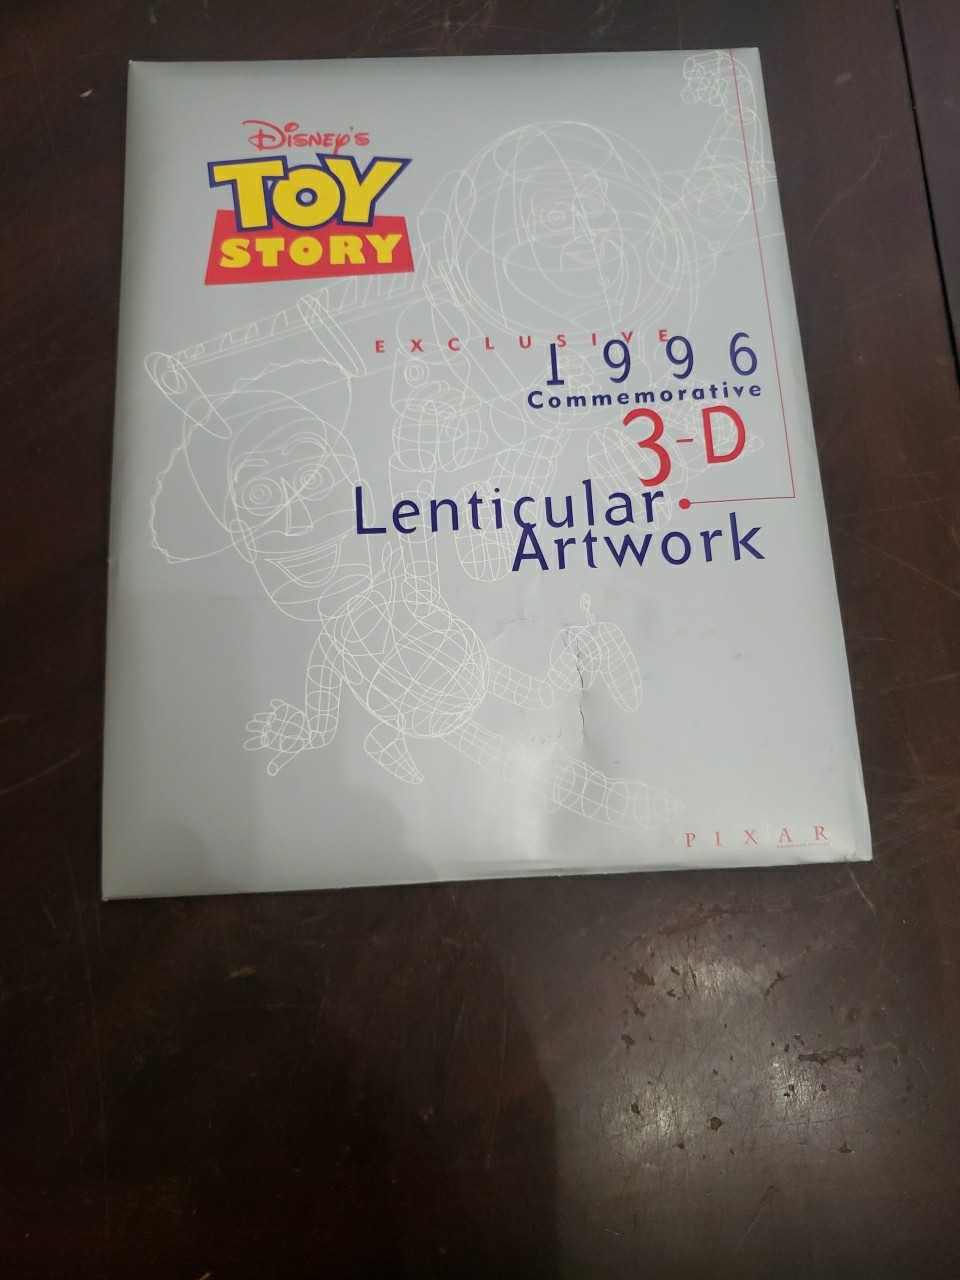 Disney's
TOY
STORY
EXCLUSIVE
1996
Commemorative
3-D
Lenticular
Artwork
PIXAR